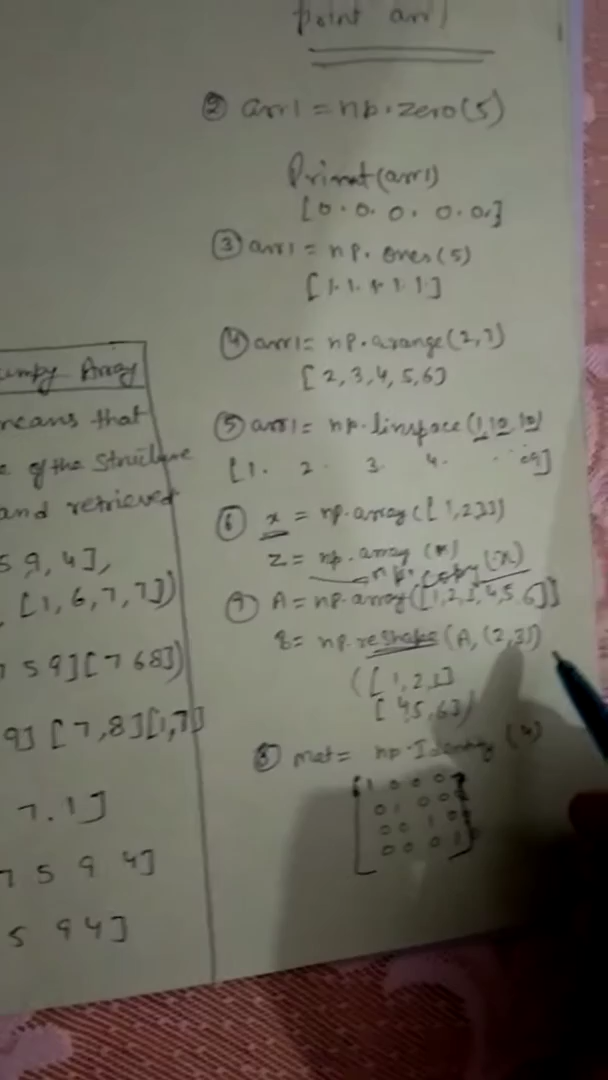 point arr1
② arr1 = np.zero(5)
Print(arr1)
[0. 0. 0. 0. 0.]
③ arr1 = np.ones(5)
[1. 1. 1. 1. 1.]
④ arr1 = np.arange(2,7)
[2, 3, 4, 5, 6]
⑤ arr1 = np.linspace(1,10,10)
[1. 2. 3. 4.
⑥ x = np.array([1,2,3])
z = np.array(x)
np.copy(x)
⑦ A = np.array([1,2,3,4,5,6])
B = np.reshape(A, (2,3))
([1,2,3]
[4,5,6])
⑧ mat = np.Identity(4)
[1 0 0 0
0 1 0 0
0 0 1 0
0 0 0 1]
umpy Array
means that
e of the Structure
and retrieved
5 9, 4],
[1, 6, 7, 7])
7 5 9] [7 6 8])
9] [7, 8] [1, 7]
7. 1]
7 5 9 4]
5 9 4]